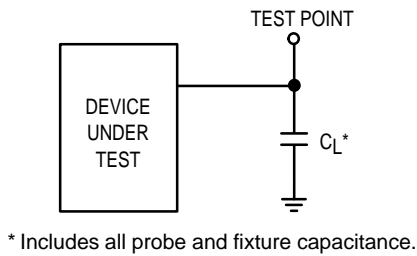 TEST POINT
DEVICE
UNDER
TEST
CL*
* Includes all probe and fixture capacitance.